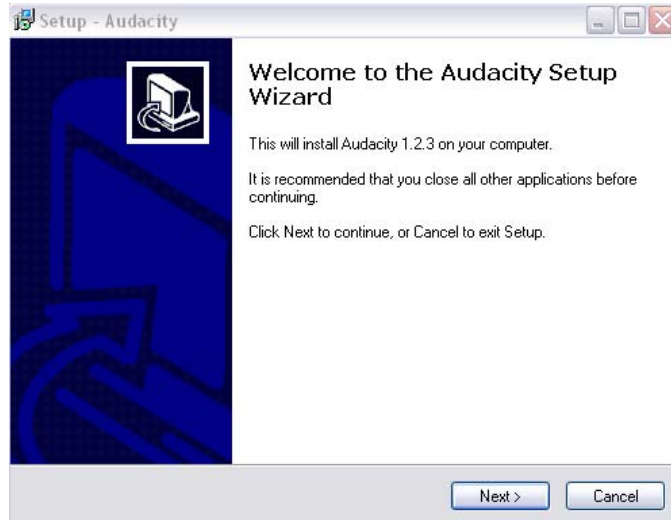 Setup - Audacity
Welcome to the Audacity Setup
Wizard
This will install Audacity 1.2.3 on your computer.
It is recommended that you close all other applications before
continuing.
Click Next to continue, or Cancel to exit Setup.
Next >
Cancel